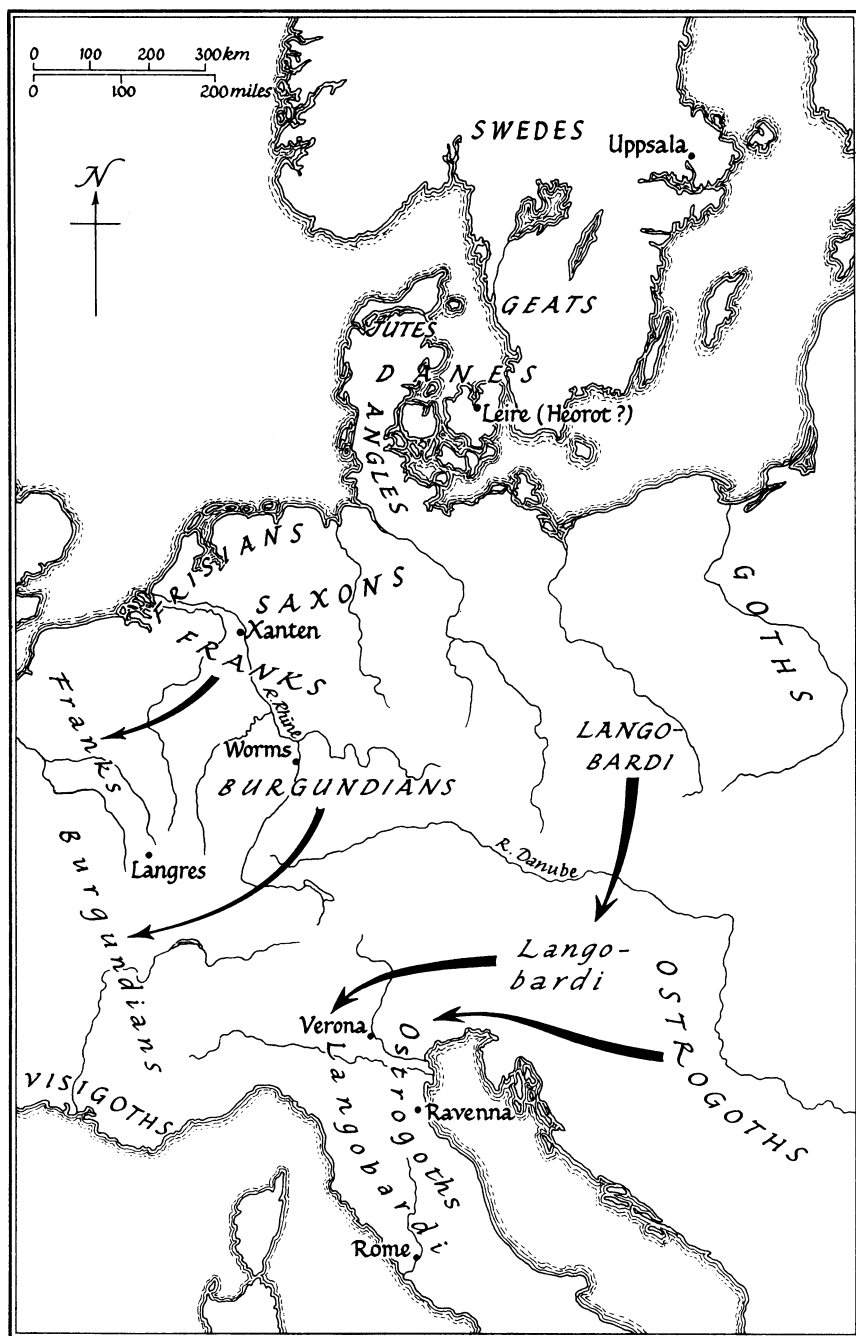 0 100 200 300 km
0 100 200 miles
N
SWEDES
Uppsala
GEATS
JUTES
DANES
Leire (Heorot ?)
ANGLES
FRISIANS
SAXONS
GOTHS
Xanten
FRANKS
Franks
R. Rhine
LANGO-
BARDI
Worms
BURGUNDIANS
Burgundians
Langres
R. Danube
Lango-
bardi
OSTROGOTHS
Verona
Ostrogoths
Langobardi
VISIGOTHS
Ravenna
Rome